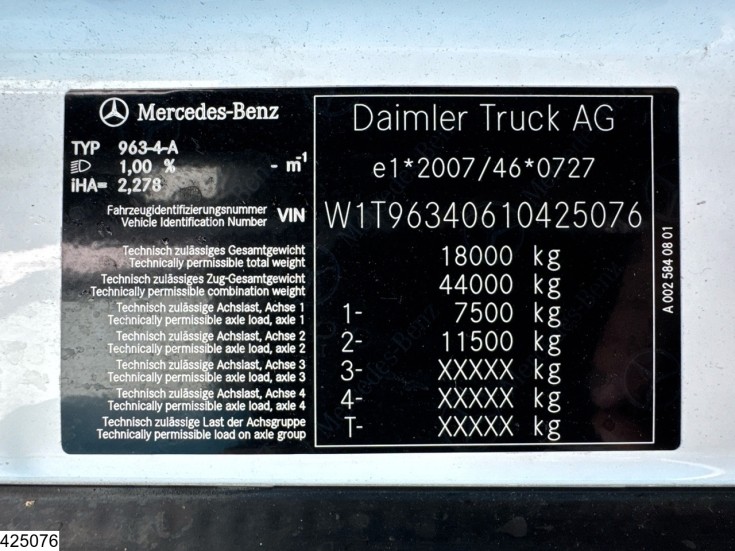 Mercedes-Benz
TYP 963-4-A
1,00 % - m-1
iHA= 2,278
Fahrzeugidentifizierungsnummer
Vehicle Identification Number VIN
Technisch zulässiges Gesamtgewicht
Technically permissible total weight
Technisch zulässiges Zug-Gesamtgewicht
Technically permissible combination weight
Technisch zulässige Achslast, Achse 1
Technically permissible axle load, axle 1
Technisch zulässige Achslast, Achse 2
Technically permissible axle load, axle 2
Technisch zulässige Achslast, Achse 3
Technically permissible axle load, axle 3
Technisch zulässige Achslast, Achse 4
Technically permissible axle load, axle 4
Technisch zulässige Last der Achsgruppe
Technically permissible load on axle group
Daimler Truck AG
e1*2007/46*0727
W1T96340610425076
18000 kg
44000 kg
1- 7500 kg
2- 11500 kg
3- XXXXX kg
4- XXXXX kg
T- XXXXX kg
A 002 584 08 01
425076